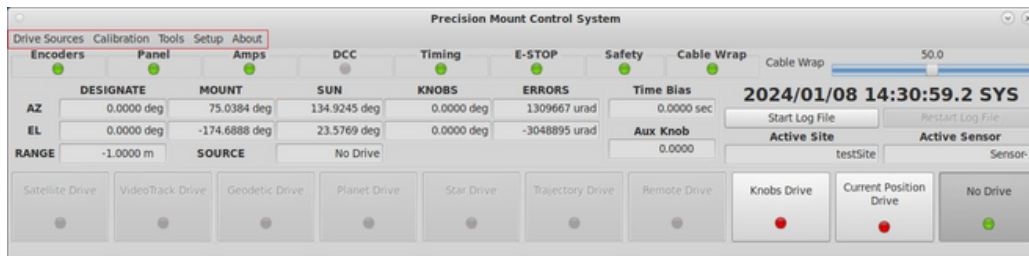 Precision Mount Control System
Drive Sources Calibration Tools Setup About
Encoders Panel Amps DCC Timing E-STOP Safety Cable Wrap Cable Wrap 50.0
DESIGNATE MOUNT SUN KNOBS ERRORS Time Bias 2024/01/08 14:30:59.2 SYS
AZ 0.0000 deg 75.0384 deg 134.9245 deg 0.0000 deg 1309667 urad 0.0000 sec
Start Log File Restart Log File
EL 0.0000 deg -174.6888 deg 23.5769 deg 0.0000 deg -3048895 urad Aux Knob Active Site Active Sensor
RANGE -1.0000 m SOURCE No Drive 0.0000 testSite Sensor-
Satellite Drive VideoTrack Drive Geodetic Drive Planet Drive Star Drive Trajectory Drive Remote Drive Knobs Drive Current Position Drive No Drive